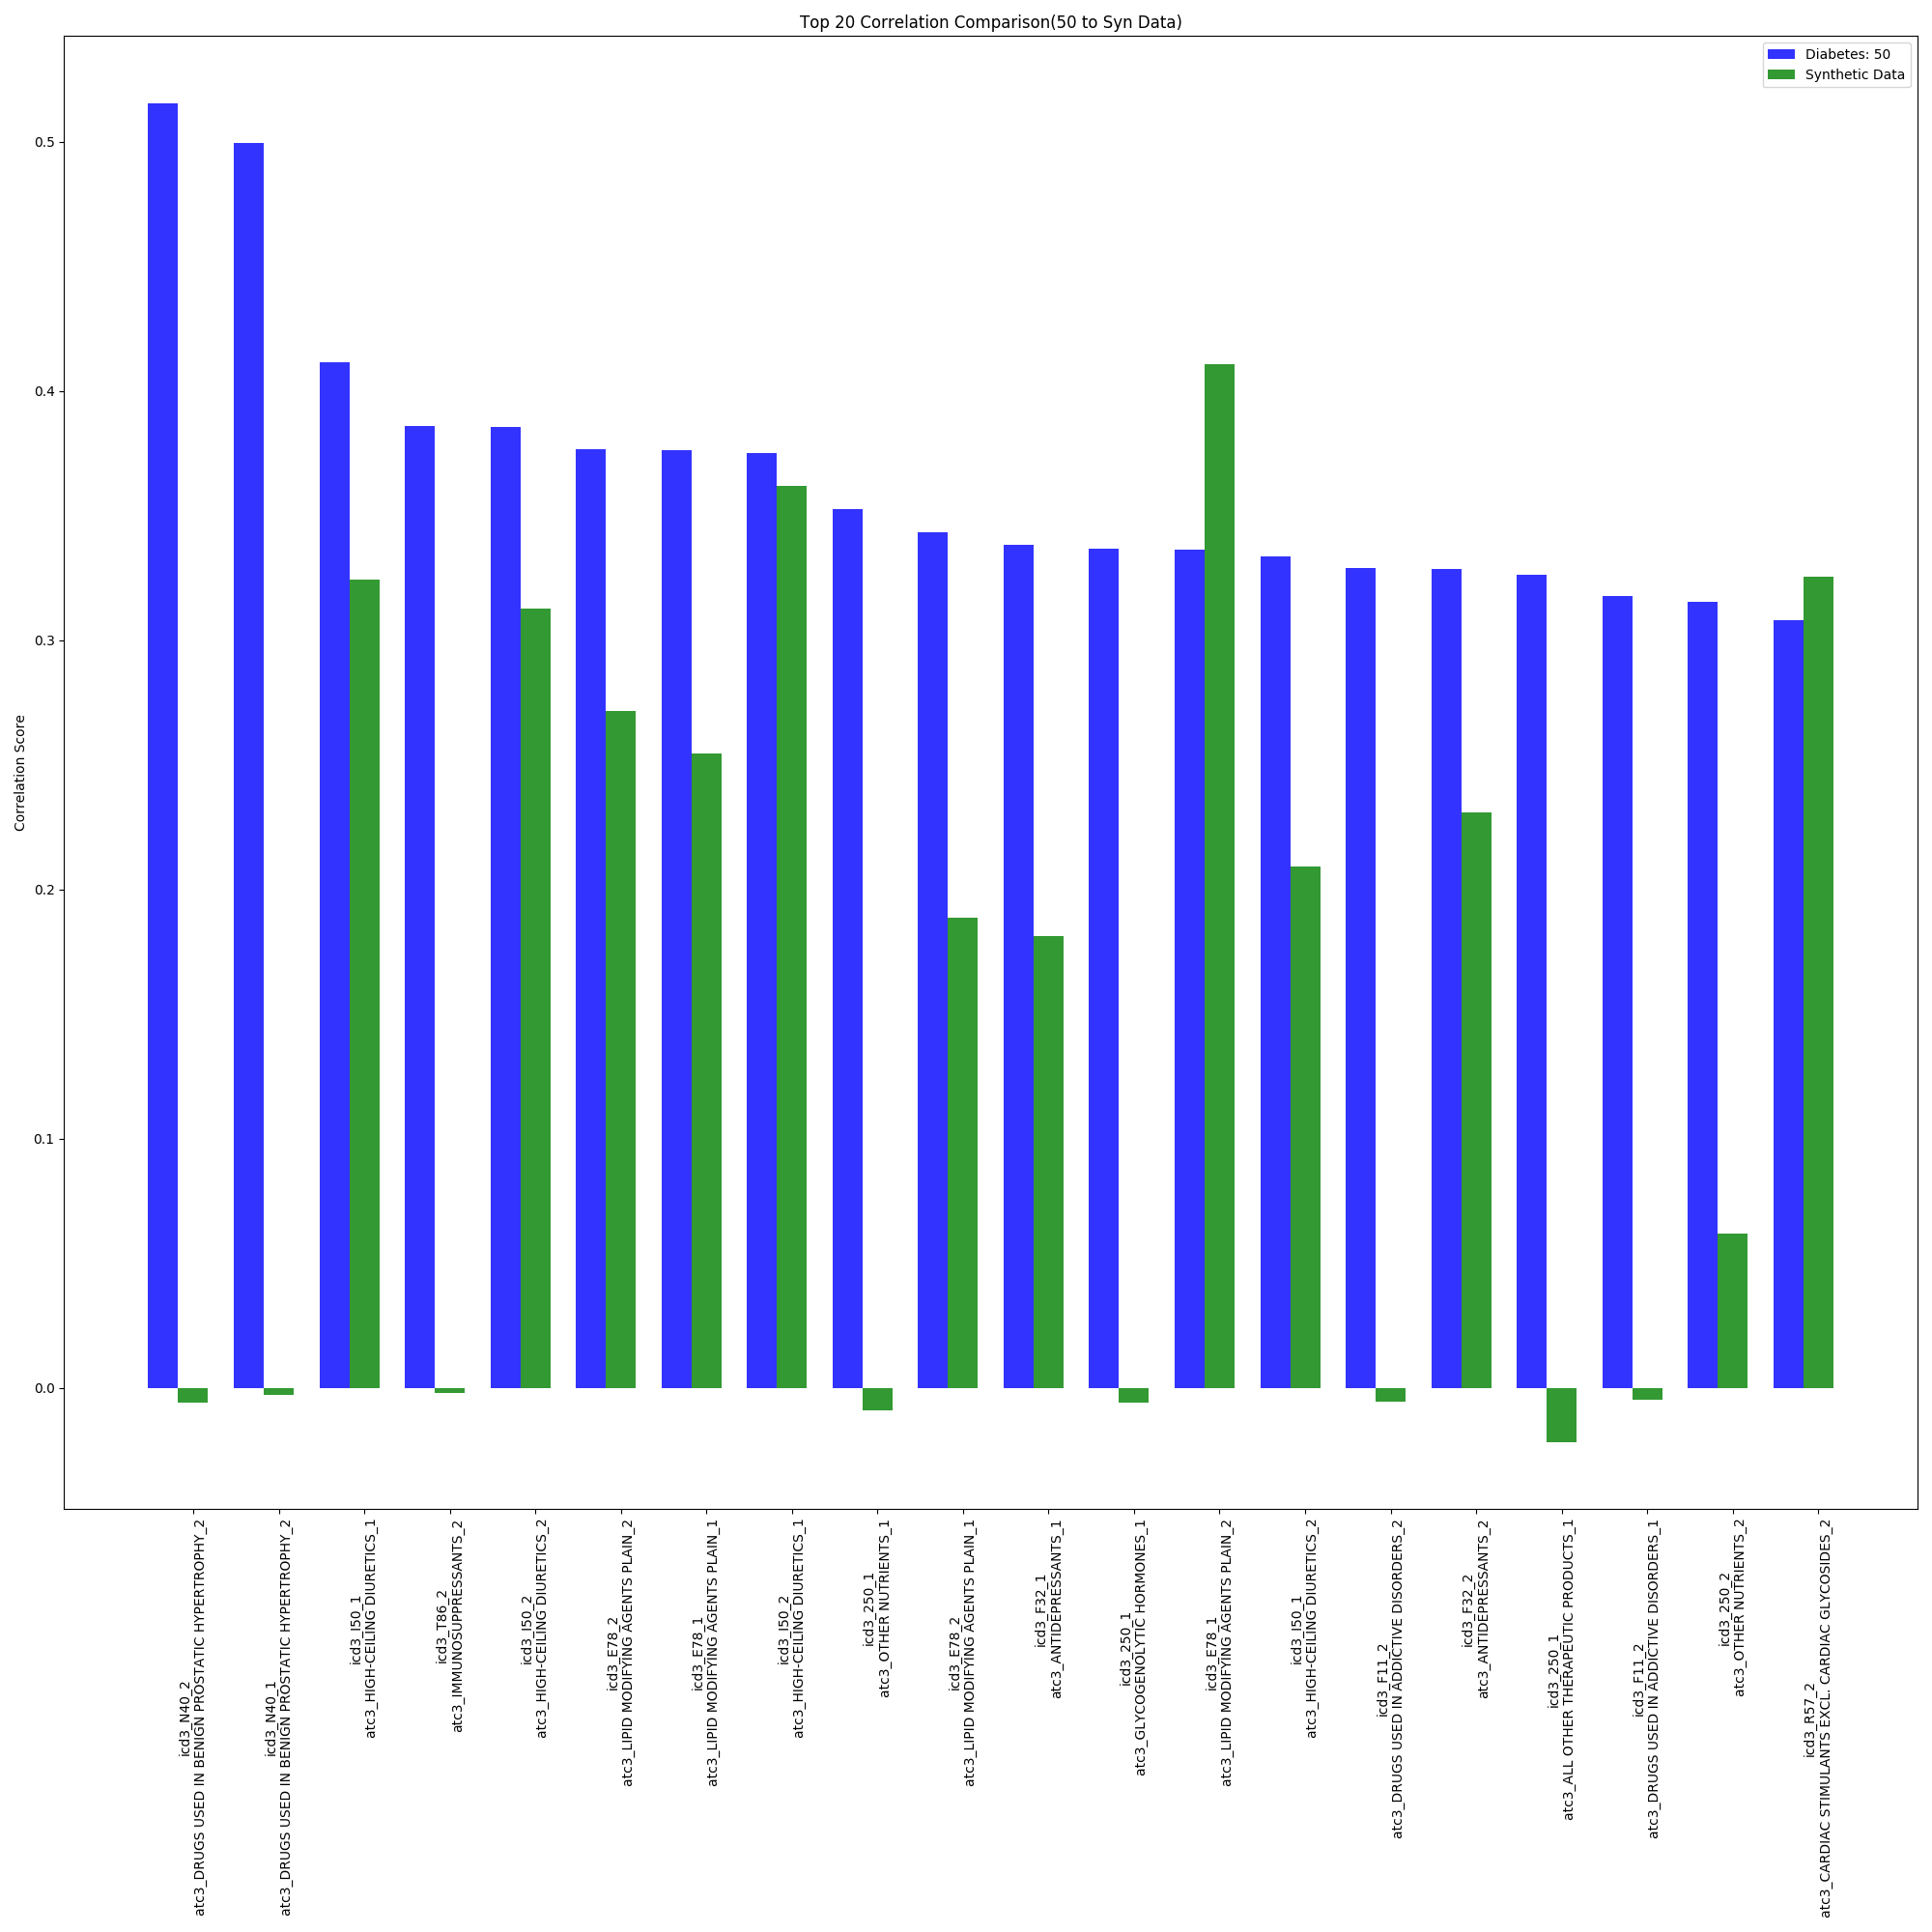 Top 20 Correlation Comparison(50 to Syn Data)
Diabetes: 50
Synthetic Data
Correlation Score
0.5
0.4
0.3
0.2
0.1
0.0
icd3_N40_2
atc3_DRUGS USED IN BENIGN PROSTATIC HYPERTROPHY_2
icd3_N40_1
atc3_DRUGS USED IN BENIGN PROSTATIC HYPERTROPHY_2
icd3_I50_1
atc3_HIGH-CEILING DIURETICS_1
icd3_T86_2
atc3_IMMUNOSUPPRESSANTS_2
icd3_I50_2
atc3_HIGH-CEILING DIURETICS_2
icd3_E78_2
atc3_LIPID MODIFYING AGENTS PLAIN_2
icd3_E78_1
atc3_LIPID MODIFYING AGENTS PLAIN_1
icd3_I50_2
atc3_HIGH-CEILING DIURETICS_1
icd3_250_1
atc3_OTHER NUTRIENTS_1
icd3_E78_2
atc3_LIPID MODIFYING AGENTS PLAIN_1
icd3_F32_1
atc3_ANTIDEPRESSANTS_1
icd3_250_1
atc3_GLYCOGENOLYTIC HORMONES_1
icd3_E78_1
atc3_LIPID MODIFYING AGENTS PLAIN_2
icd3_I50_1
atc3_HIGH-CEILING DIURETICS_2
icd3_F11_2
atc3_DRUGS USED IN ADDICTIVE DISORDERS_2
icd3_F32_2
atc3_ANTIDEPRESSANTS_2
icd3_250_1
atc3_ALL OTHER THERAPEUTIC PRODUCTS_1
icd3_F11_2
atc3_DRUGS USED IN ADDICTIVE DISORDERS_1
icd3_250_2
atc3_OTHER NUTRIENTS_2
icd3_R57_2
atc3_CARDIAC STIMULANTS EXCL. CARDIAC GLYCOSIDES_2